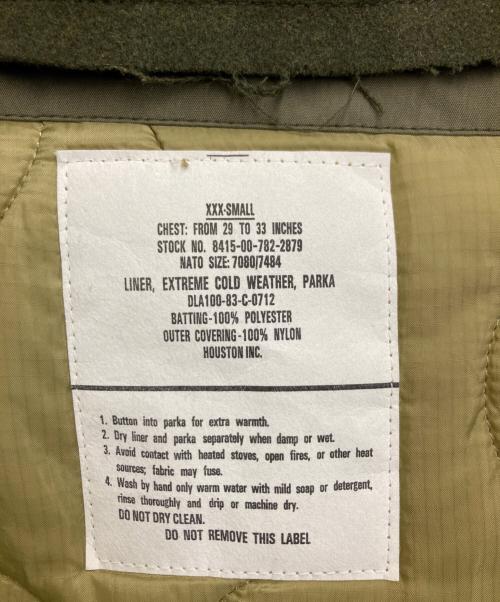 XXX-SMALL
CHEST: FROM 29 TO 33 INCHES
STOCK NO. 8415-00-782-2879
NATO SIZE: 7080/7484
LINER, EXTREME COLD WEATHER, PARKA
DLA100-83-C-0712
BATTING-100% POLYESTER
OUTER COVERING-100% NYLON
HOUSTON INC.
1. Button into parka for extra warmth.
2. Dry liner and parka separately when damp or wet.
3. Avoid contact with heated stoves, open fires, or other heat
sources; fabric may fuse.
4. Wash by hand only warm water with mild soap or detergent,
rinse thoroughly and drip or machine dry.
DO NOT DRY CLEAN.
DO NOT REMOVE THIS LABEL